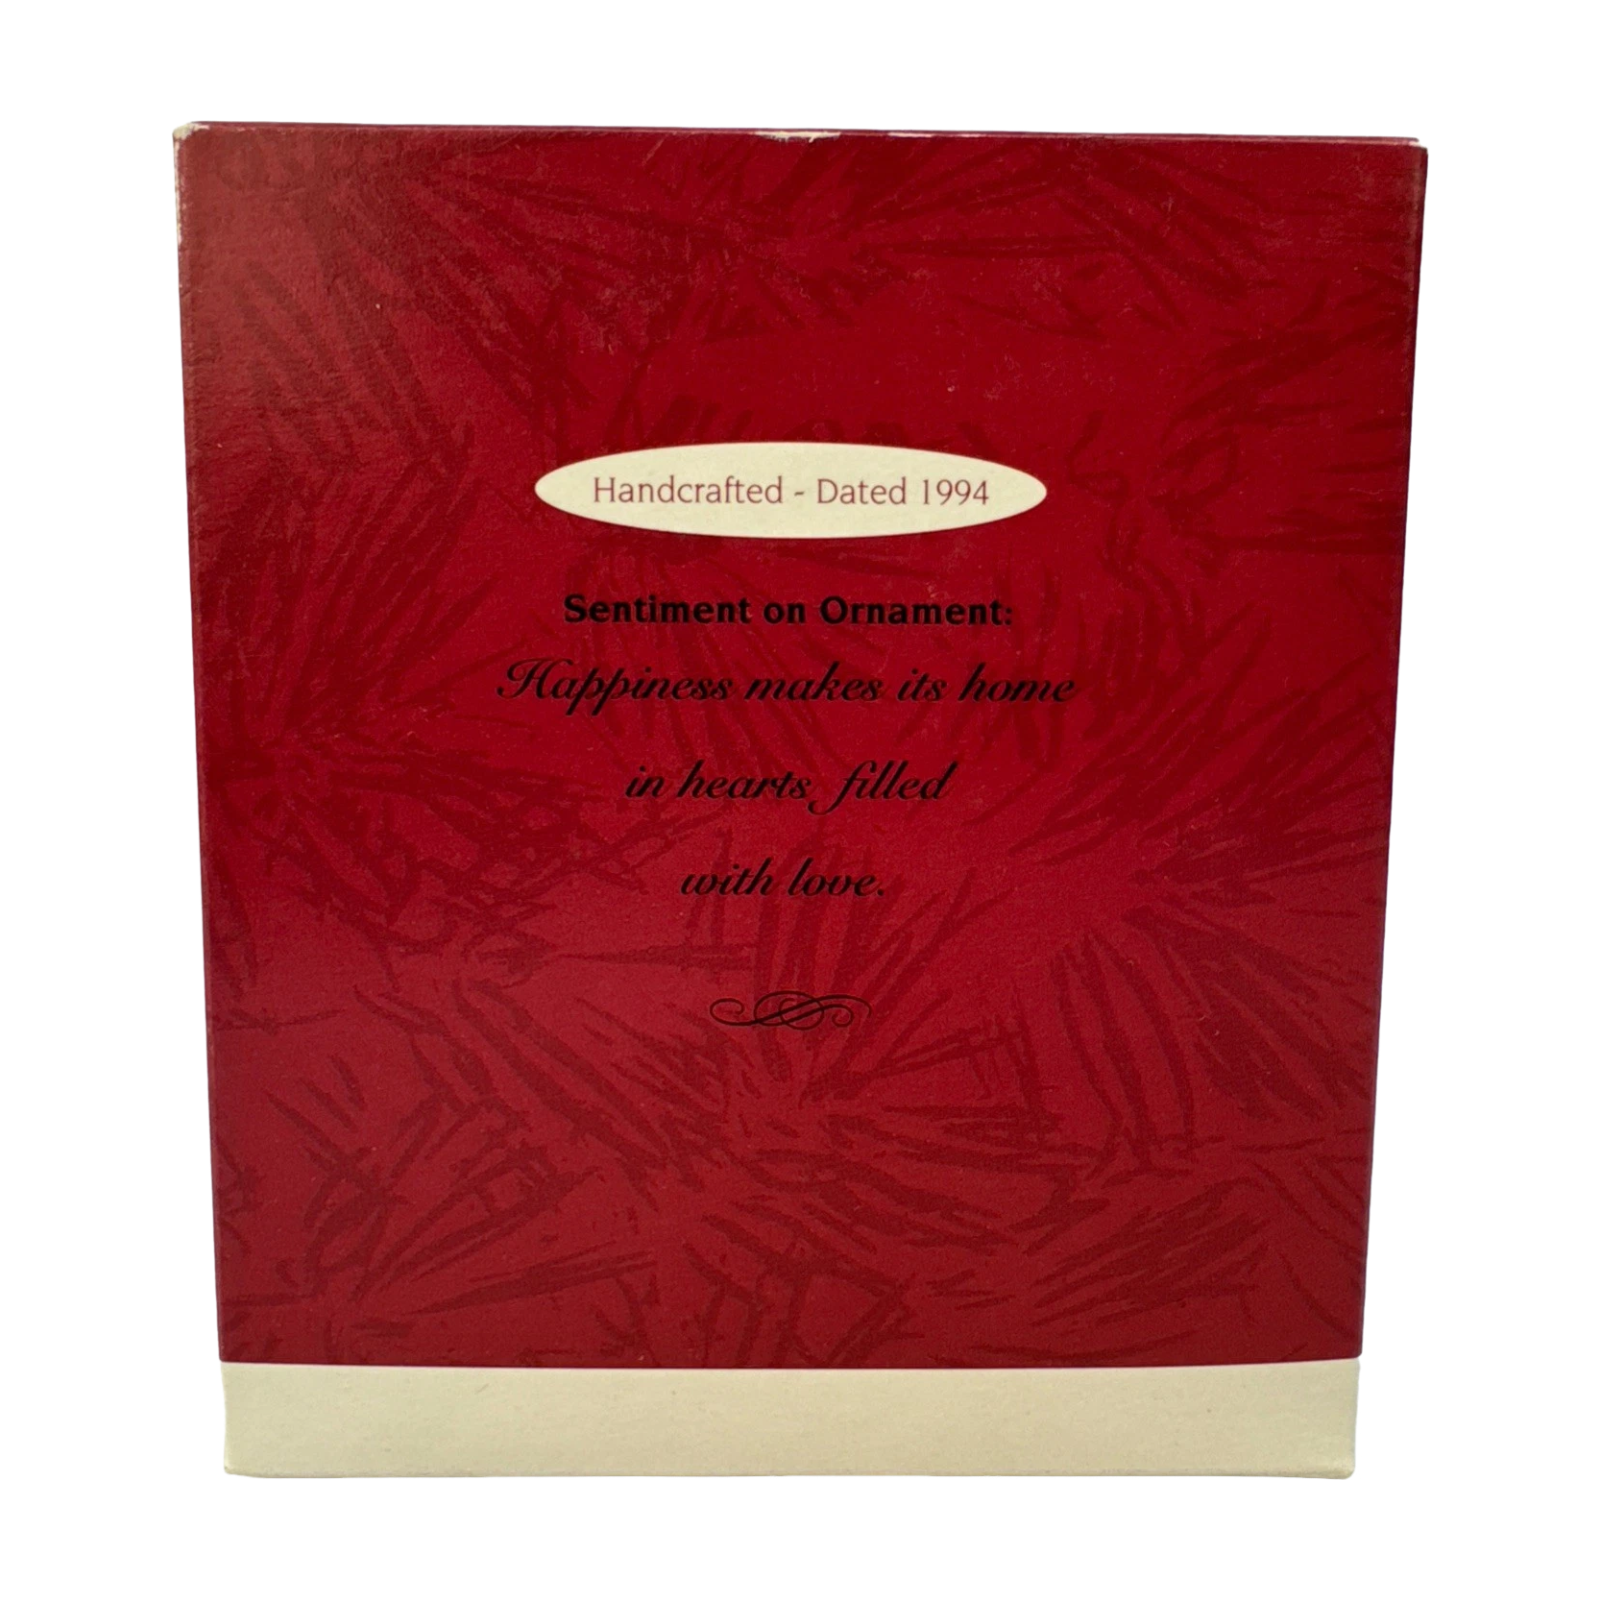 Handcrafted - Dated 1994
Sentiment on Ornament:
Happiness makes its home
in hearts filled
with love.